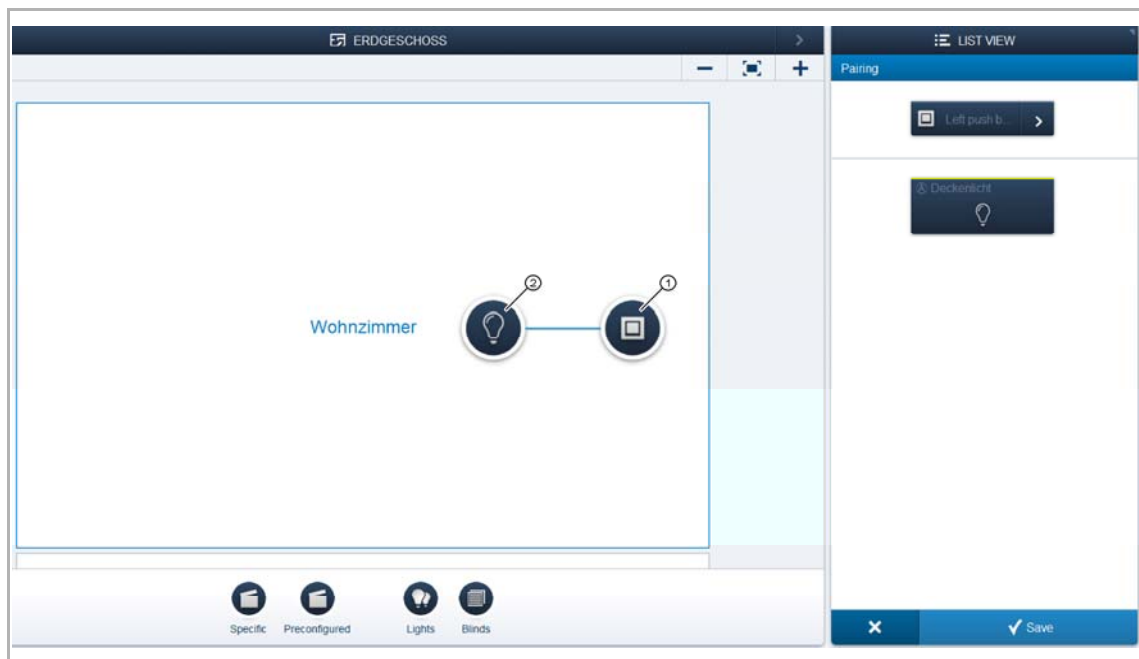 ERDGESCHOSS
LIST VIEW
Pairing
Left push b...
Deckenlicht
2
1
Wohnzimmer
Specific
Preconfigured
Lights
Blinds
Save